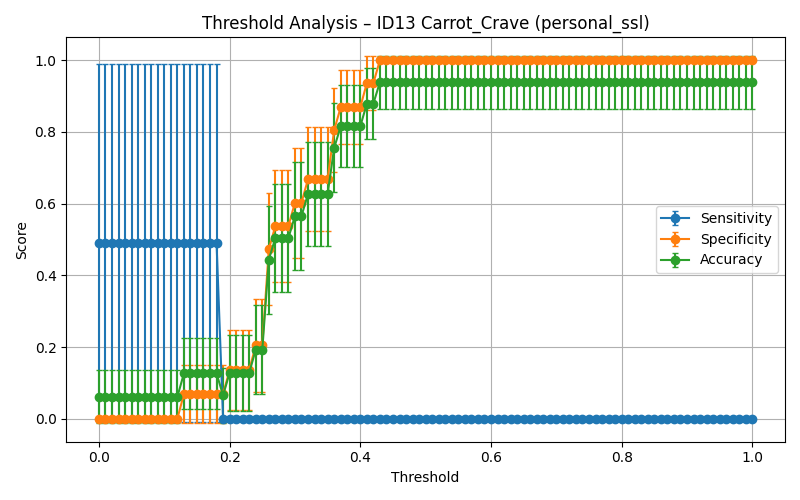 Threshold Analysis – ID13 Carrot_Crave (personal_ssl)
1.0
0.8
0.6
0.4
0.2
0.0
Score
Sensitivity
Specificity
Accuracy
0.0 0.2 0.4 0.6 0.8 1.0
Threshold